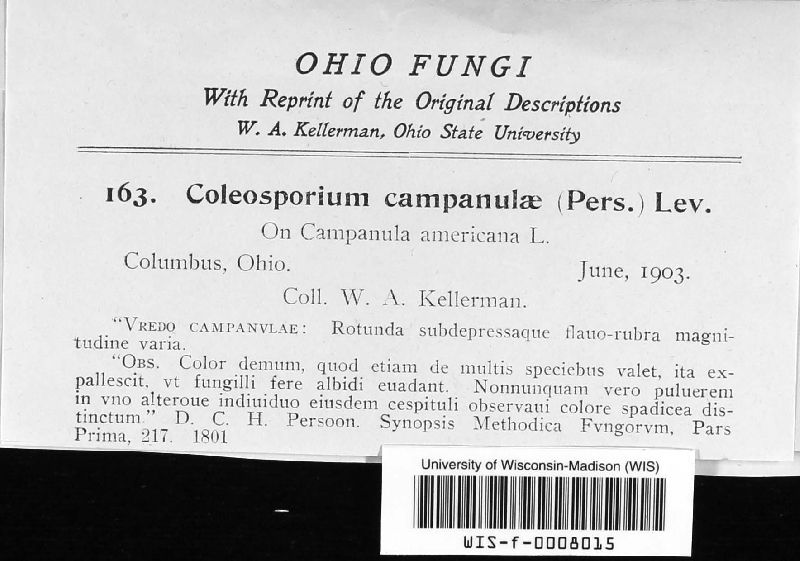 OHIO FUNGI
With Reprint of the Original Descriptions
W. A. Kellerman, Ohio State University
163. Coleosporium campanulæ (Pers.) Lev.
On Campanula americana L.
Columbus, Ohio. June, 1903.
Coll. W. A. Kellerman.
"VREDO CAMPANVLAE: Rotunda subdepressaque flauo-rubra magni-
tudine varia.
"OBS. Color demum, quod etiam de multis speciebus valet, ita ex-
pallescit, vt fungilli fere albidi euadant. Nonnunquam vero puluerem
in vno alteroue indiuiduo eiusdem cespituli obseruaui colore spadicea dis-
tinctum." D. C. H. Persoon. Synopsis Methodica Fvngorvm, Pars
Prima, 217. 1801
University of Wisconsin-Madison (WIS)
WIS-f-0008015